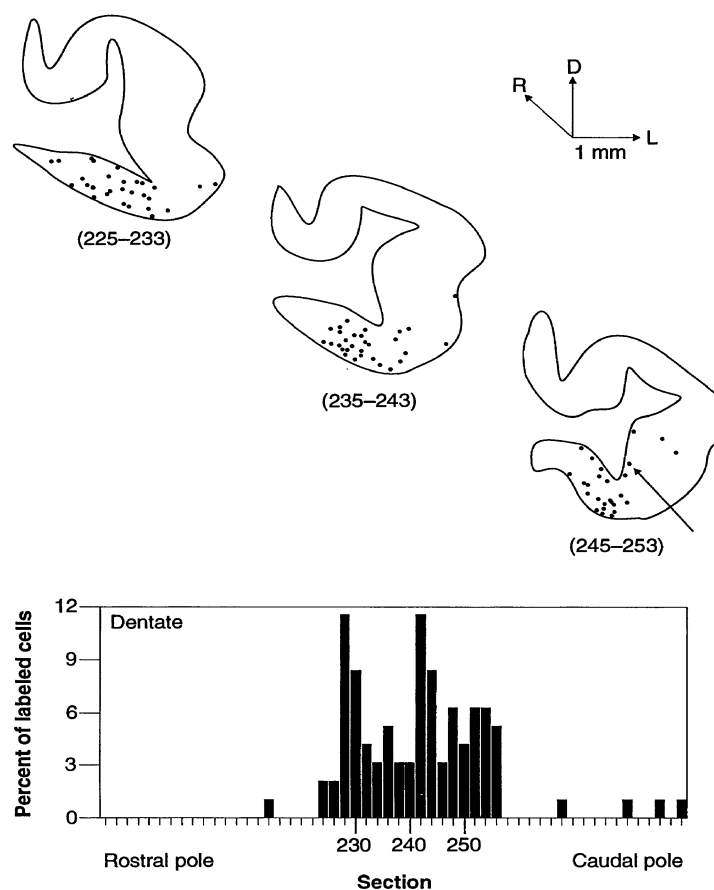 R
D
L
1 mm
(225–233)
(235–243)
(245–253)
Percent of labeled cells
12
9
6
3
0
Dentate
230 240 250
Rostral pole
Caudal pole
Section